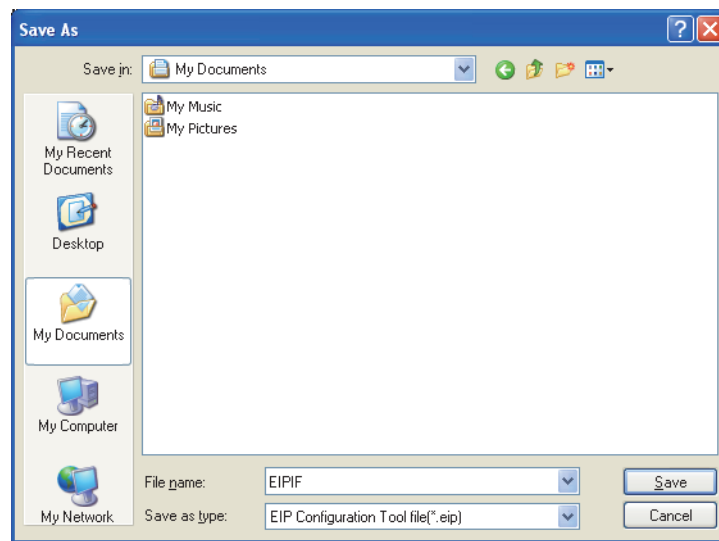 Save As
?
Save in: My Documents
My Music
My Pictures
My Recent
Documents
Desktop
My Documents
My Computer
My Network
File name: EIPIF Save
Save as type: EIP Configuration Tool file(*.eip) Cancel